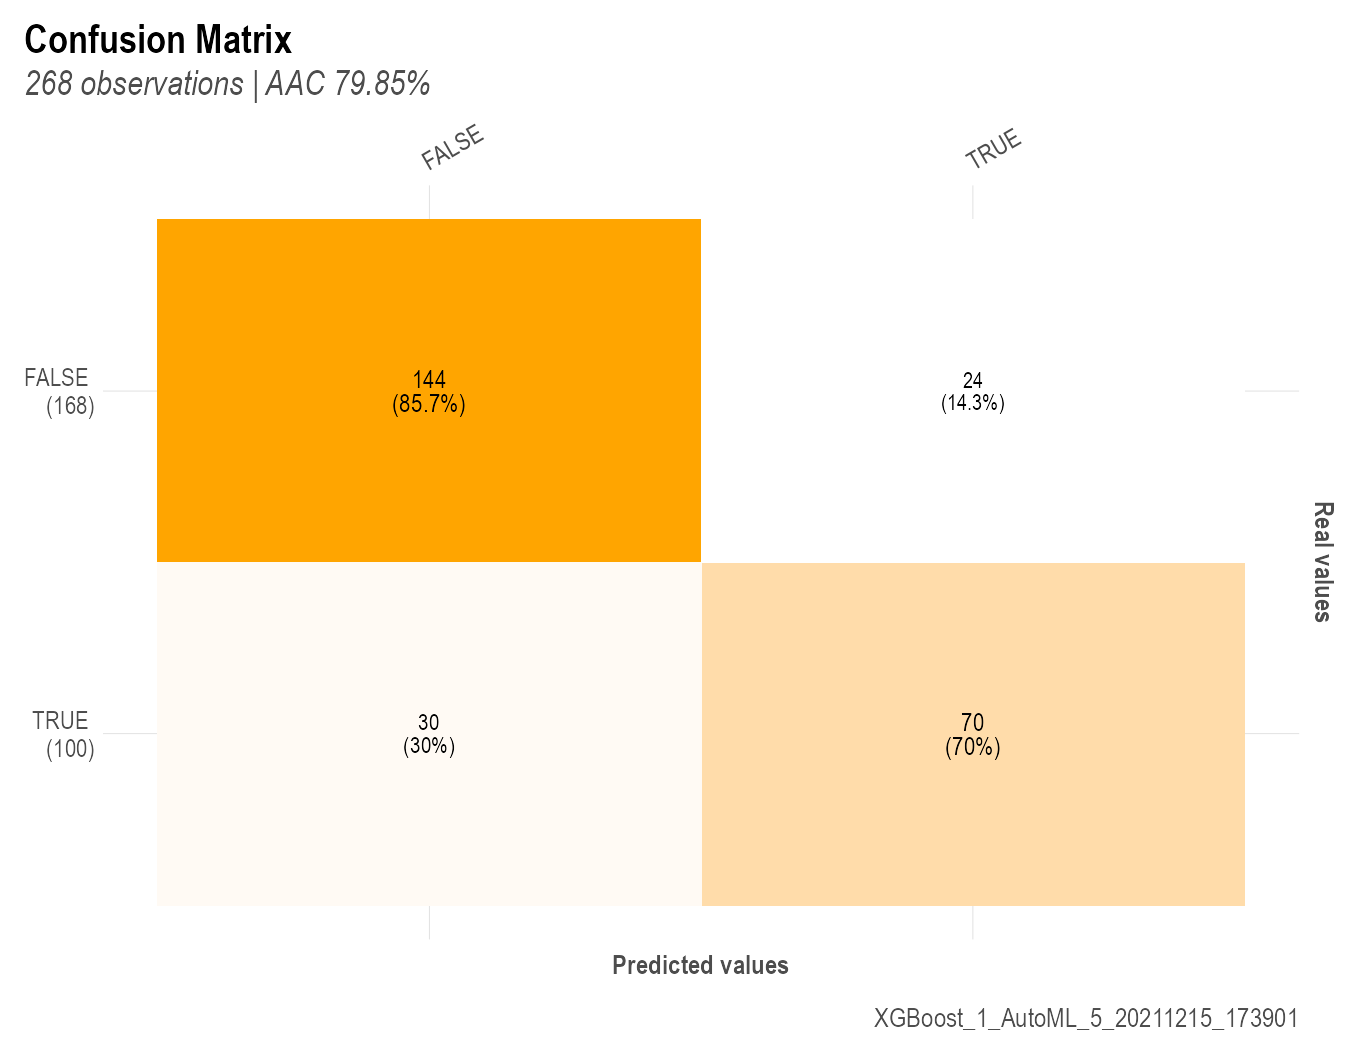 Confusion Matrix
268 observations | AAC 79.85%
FALSE
TRUE
FALSE
(168)
144
(85.7%)
24
(14.3%)
Real values
TRUE
(100)
30
(30%)
70
(70%)
Predicted values
XGBoost_1_AutoML_5_20211215_173901